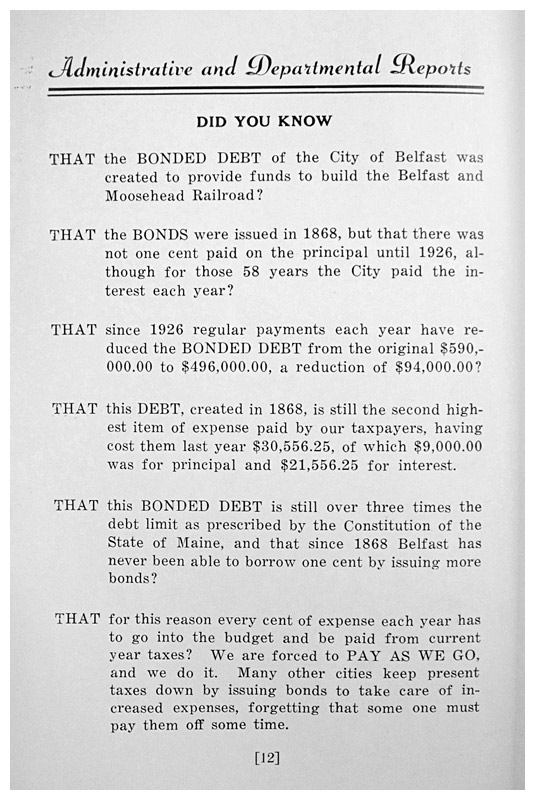 Administrative and Departmental Reports
DID YOU KNOW
THAT the BONDED DEBT of the City of Belfast was
created to provide funds to build the Belfast and
Moosehead Railroad?
THAT the BONDS were issued in 1868, but that there was
not one cent paid on the principal until 1926, al-
though for those 58 years the City paid the in-
terest each year?
THAT since 1926 regular payments each year have re-
duced the BONDED DEBT from the original $590,-
000.00 to $496,000.00, a reduction of $94,000.00?
THAT this DEBT, created in 1868, is still the second high-
est item of expense paid by our taxpayers, having
cost them last year $30,556.25, of which $9,000.00
was for principal and $21,556.25 for interest.
THAT this BONDED DEBT is still over three times the
debt limit as prescribed by the Constitution of the
State of Maine, and that since 1868 Belfast has
never been able to borrow one cent by issuing more
bonds?
THAT for this reason every cent of expense each year has
to go into the budget and be paid from current
year taxes? We are forced to PAY AS WE GO,
and we do it. Many other cities keep present
taxes down by issuing bonds to take care of in-
creased expenses, forgetting that some one must
pay them off some time.
[12]